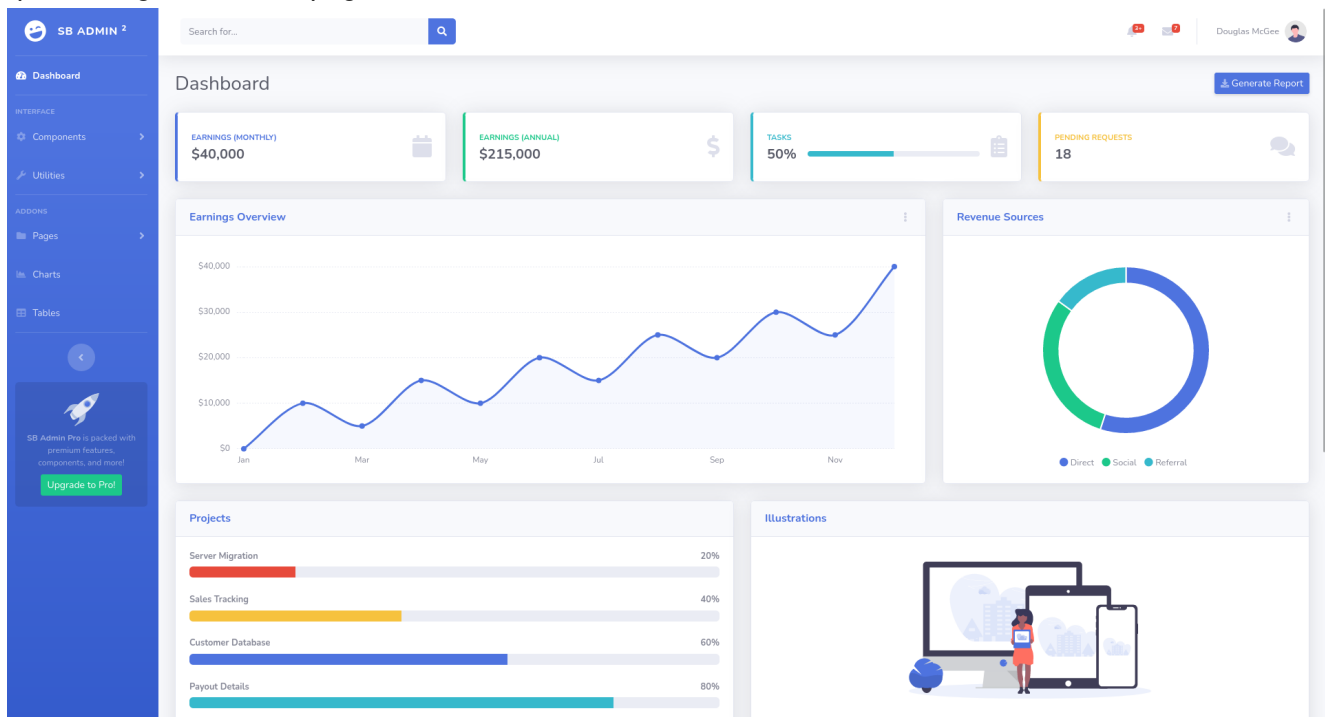 SB ADMIN 2
Search for...
3+
7
Douglas McGee
Dashboard
INTERFACE
Components
Utilities
ADDONS
Pages
Charts
Tables
SB Admin Pro is packed with
premium features,
components, and more!
Upgrade to Pro!
Dashboard
Generate Report
EARNINGS (MONTHLY)
$40,000
EARNINGS (ANNUAL)
$215,000
TASKS
50%
PENDING REQUESTS
18
Earnings Overview
$40,000
$30,000
$20,000
$10,000
$0
Jan Mar May Jul Sep Nov
Revenue Sources
Direct Social Referral
Projects
Server Migration 20%
Sales Tracking 40%
Customer Database 60%
Payout Details 80%
Illustrations